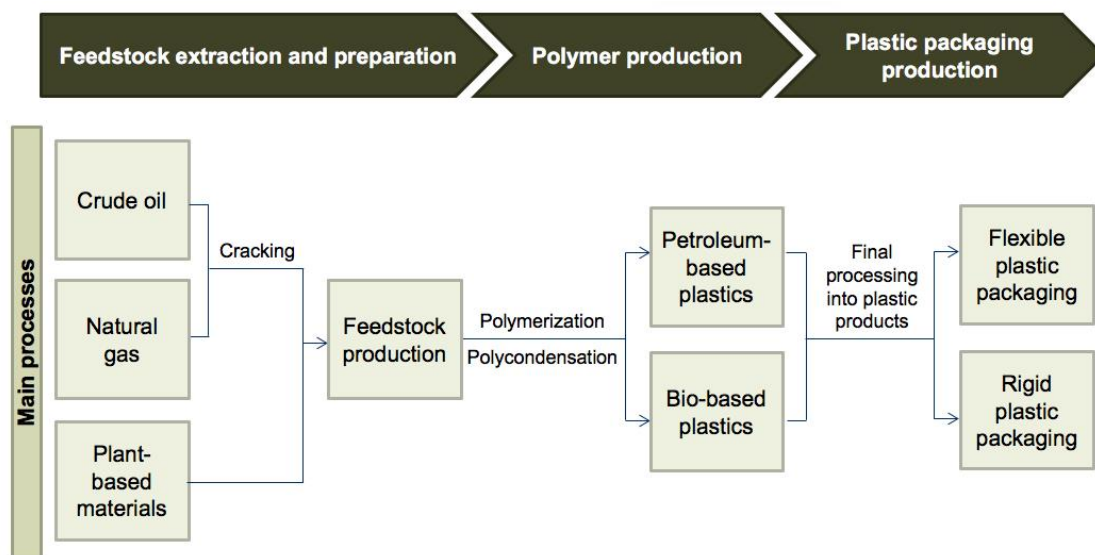 Feedstock extraction and preparation
Polymer production
Plastic packaging
production
Main processes
Crude oil
Natural
gas
Plant-
based
materials
Cracking
Feedstock
production
Polymerization
Polycondensation
Petroleum-
based
plastics
Bio-based
plastics
Final
processing
into plastic
products
Flexible
plastic
packaging
Rigid
plastic
packaging